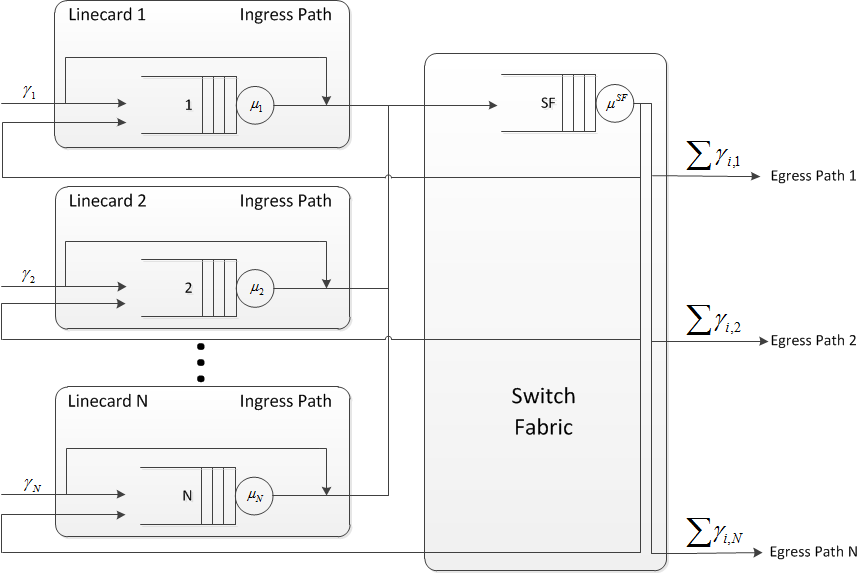 Linecard 1 Ingress Path
γ1
1 μ1
SF μ^SF
∑γi,1
Egress Path 1
Linecard 2 Ingress Path
γ2
2 μ2
∑γi,2
Egress Path 2
Linecard N Ingress Path
γN
N μN
Switch
Fabric
∑γi,N
Egress Path N